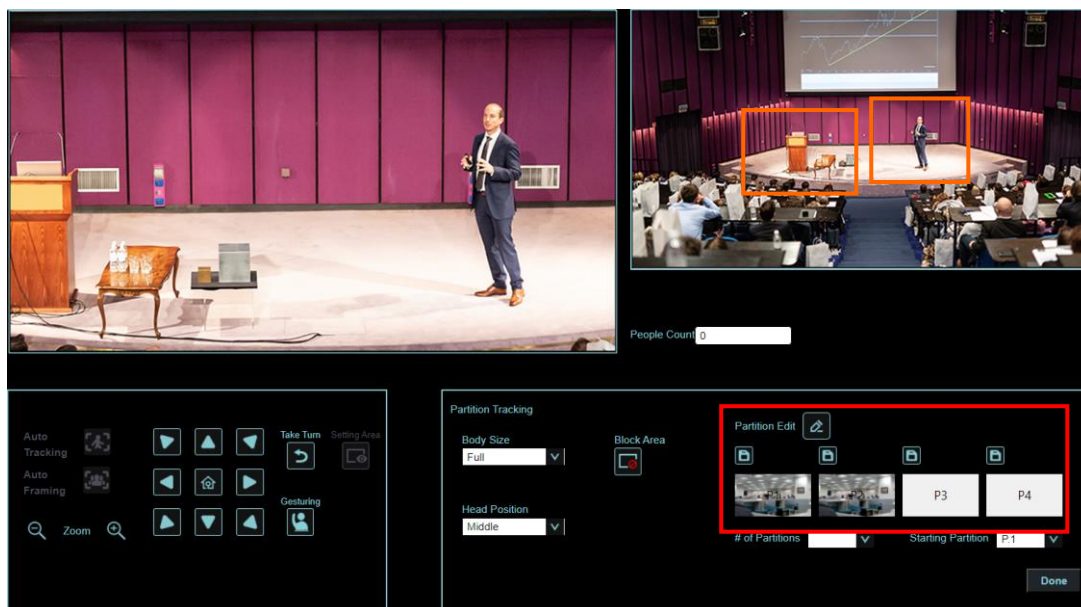 People Count 0
Auto
Tracking
Auto
Framing
Zoom
Take Turn
Setting Area
Gesturing
Partition Tracking
Body Size
Full
Head Position
Middle
Block Area
Partition Edit
P3
P4
# of Partitions
Starting Partition P.1
Done